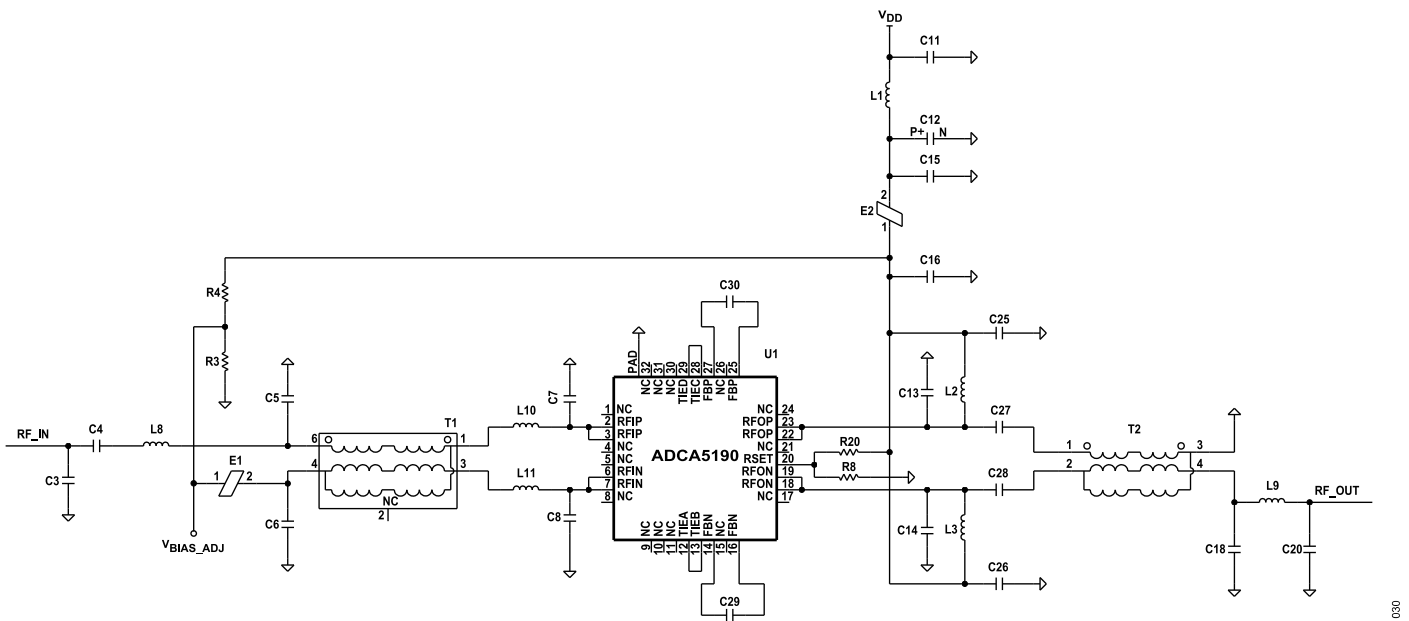 VDD
C11
L1
C12
P+ N
C15
2
E2
1
C16
R4
R3
C30
C25
U1
PAD
32 NC
31 NC
30 NC
29 TIED
28 TIEC
27 FBP
26 NC
25 FBP
C5
C7
C13
L2
C27
RF_IN
C4
L8
C3
6 T1 1
4 3
NC
2
L10
L11
1 NC
2 RFIP
3 RFIP
4 NC
5 NC
6 RFIN
7 RFIN
8 NC
ADCA5190
NC 24
RFOP 23
RFOP 22
NC 21
RSET 20
RFON 19
RFON 18
NC 17
R20
R8
1 T2 3
2 4
C28
L9
RF_OUT
1 E1 2
C6
C8
VBIAS_ADJ
9 NC
10 NC
11 NC
12 TIEA
13 TIEB
14 FBN
15 NC
16 FBN
C29
C14
L3
C26
C18
C20
030